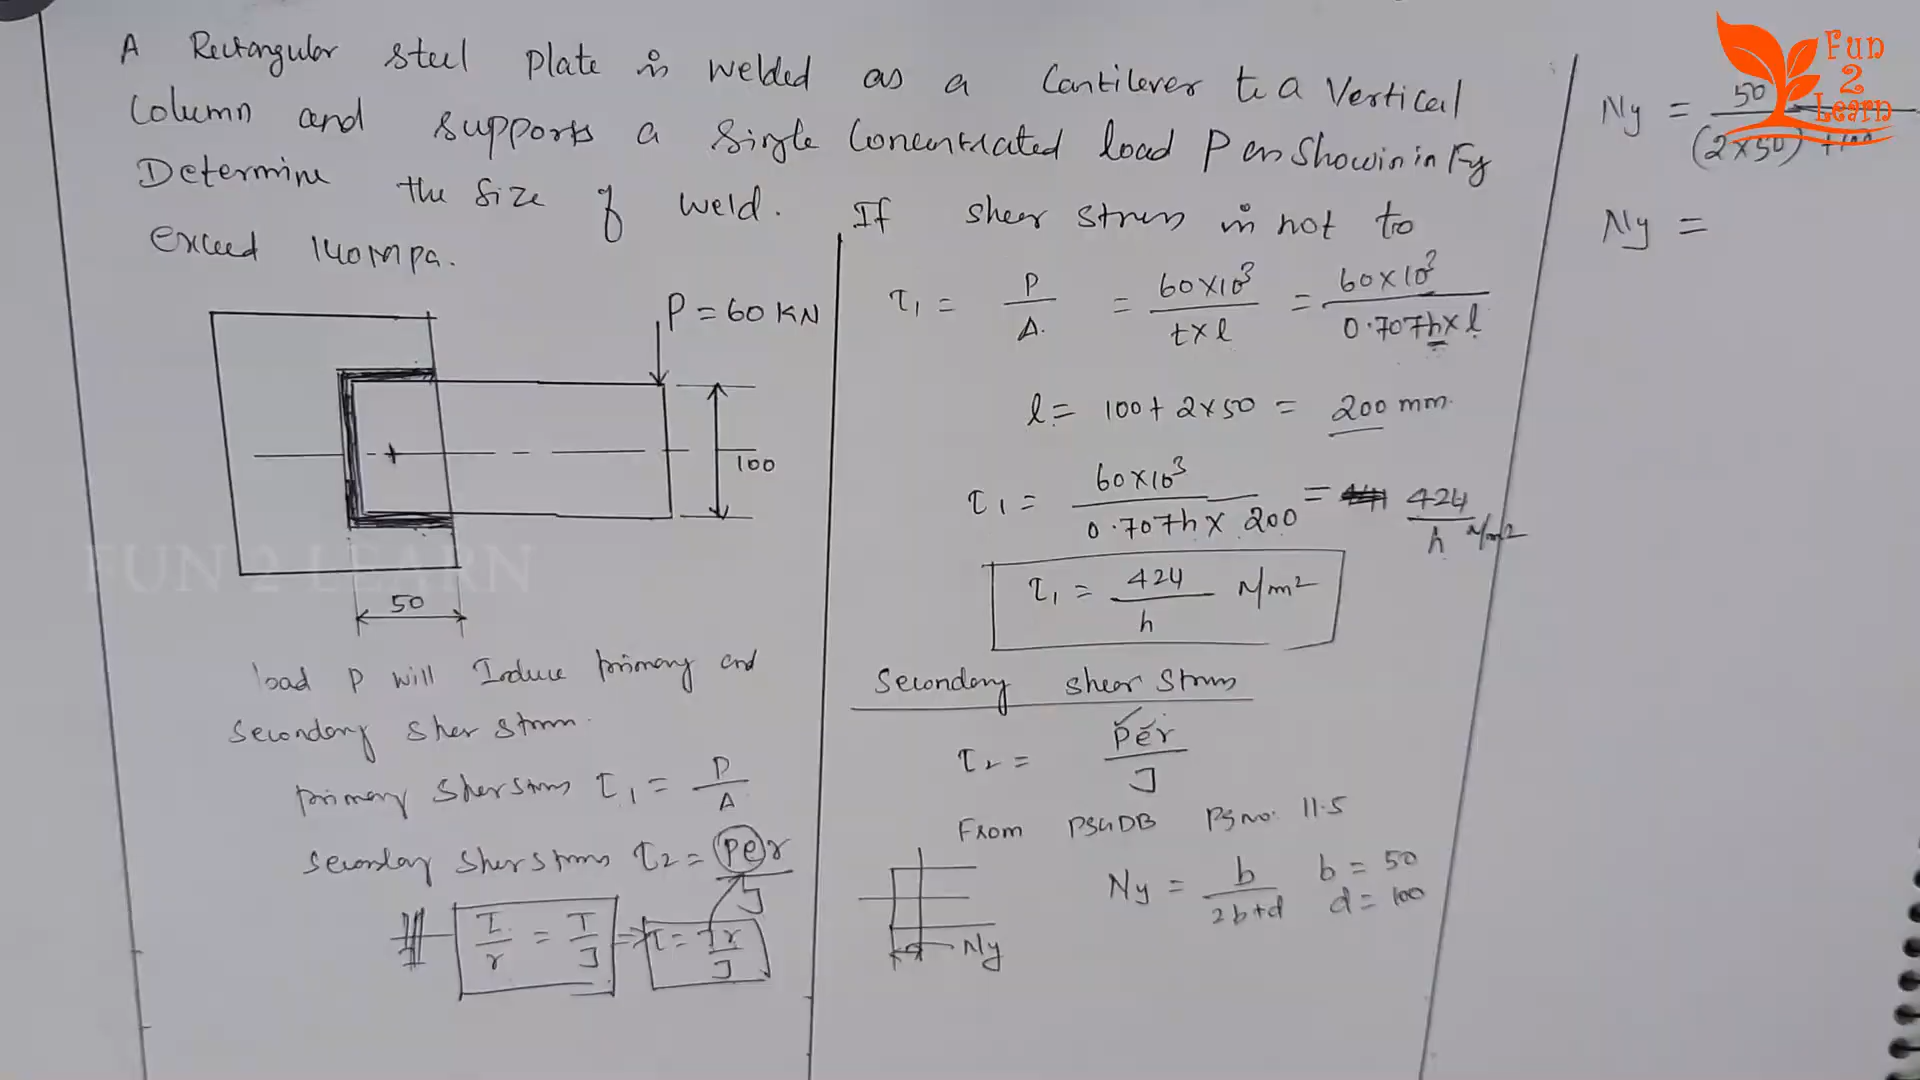 A Rectangular steel plate is welded as a Cantilever to a Vertical
Column and supports a Single Concentrated load P as Shown in Fig
Determine the Size of weld. If shear stress is not to
exceed 140 Mpa.
P = 60 KN
100
50
load P will Induce primary and
Secondary Sher stress.
primary Sher stress τ₁ = P/A
Secondary Sher stress τ2 = Per/J
T/r = T/J ⇒ τ = Tr/J
τ₁ = P/A. = 60×10³/t×l = 60×10³/0.707h×l
l = 100 + 2×50 = 200 mm.
τ₁ = 60×10³/0.707h × 200 = 424/h N/mm2
τ₁ = 424/h N/m2
Secondary shear Stress
τ₂ = Per/J
From PSGDB PgNo. 11.5
Ny = b/2b+d b = 50
d = 100
Ny
Ny = 50/(2×50) +100
Ny =
Fun
2
Learn
FUN 2 LEARN